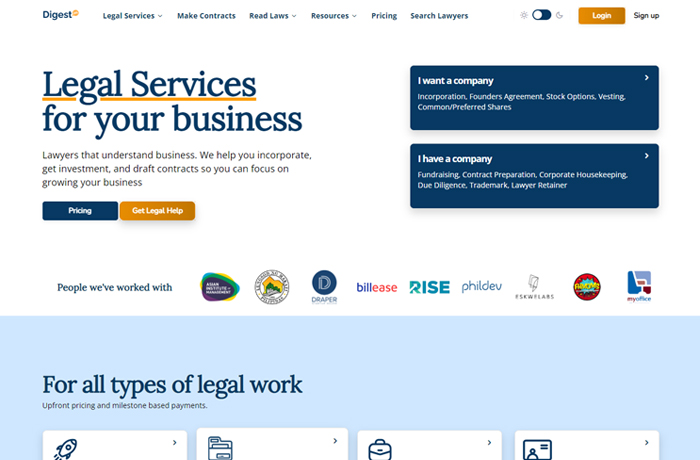 Digest
Legal Services
Make Contracts
Read Laws
Resources
Pricing
Search Lawyers
Login
Sign up
Legal Services
for your business
Lawyers that understand business. We help you incorporate,
get investment, and draft contracts so you can focus on
growing your business
Pricing
Get Legal Help
I want a company
Incorporation, Founders Agreement, Stock Options, Vesting,
Common/Preferred Shares
I have a company
Fundraising, Contract Preparation, Corporate Housekeeping,
Due Diligence, Trademark, Lawyer Retainer
People we've worked with
ASIAN
INSTITUTE OF
MANAGEMENT
DRAPER
billease
RISE
phildev
ESKWELABS
myoffice
For all types of legal work
Upfront pricing and milestone based payments.